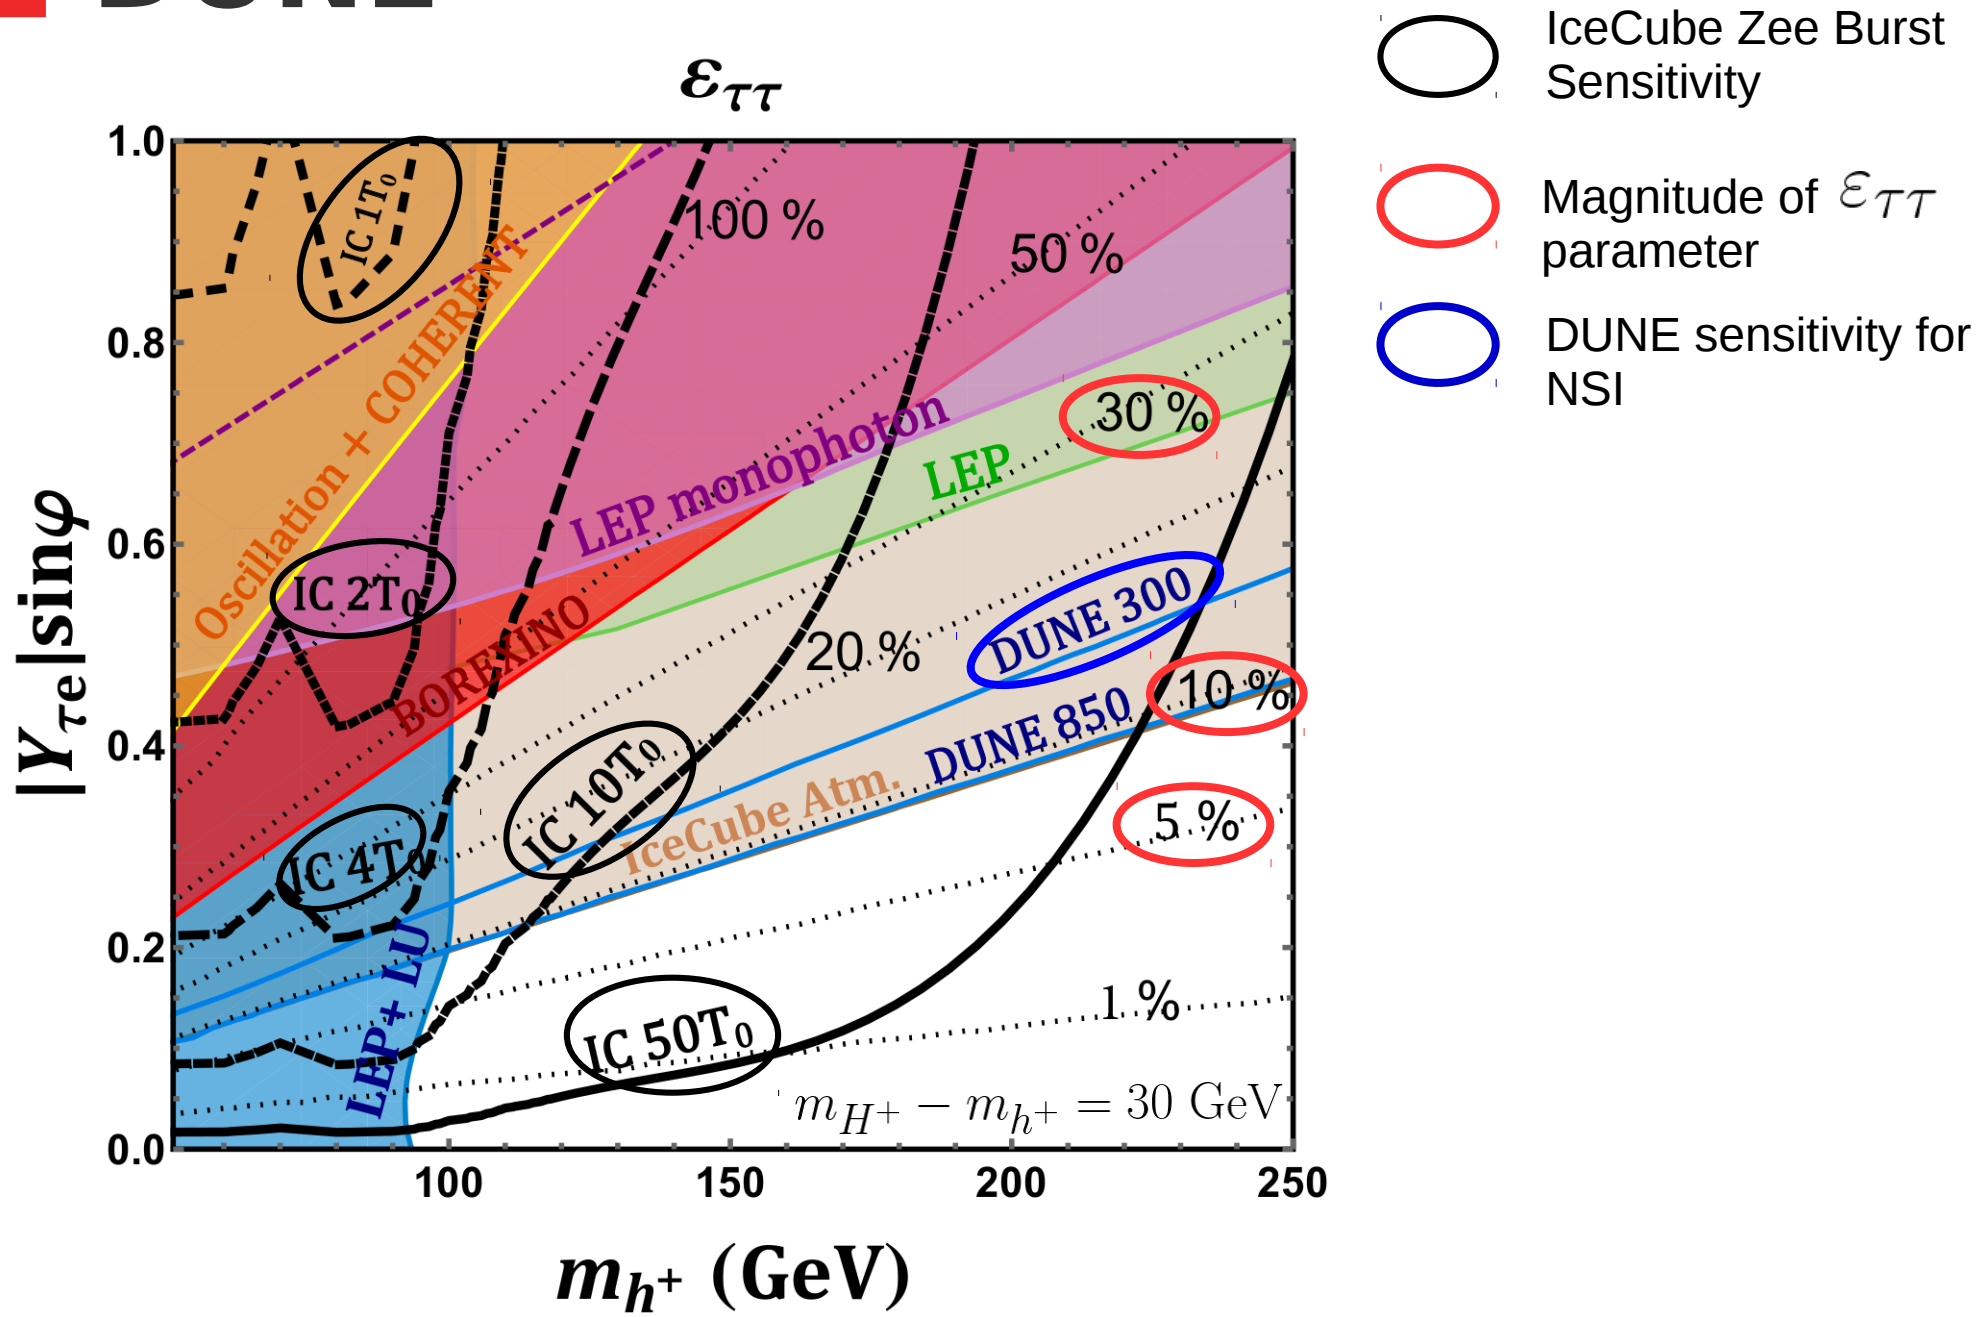 DUNE
IceCube Zee Burst
Sensitivity
Magnitude of ε_ττ
parameter
DUNE sensitivity for
NSI
ε_ττ
1.0
0.8
0.6
0.4
0.2
0.0
100
150
200
250
|Y_τe|sinφ
m_h⁺ (GeV)
IC 1T₀
100 %
50 %
Oscillation + COHERENT
30 %
LEP monophoton
LEP
IC 2T₀
BOREXINO
20 %
DUNE 300
10 %
DUNE 850
IC 10T₀
IceCube Atm.
5 %
IC 4T₀
LEP+ LU
IC 50T₀
1 %
m_H⁺ − m_h⁺ = 30 GeV